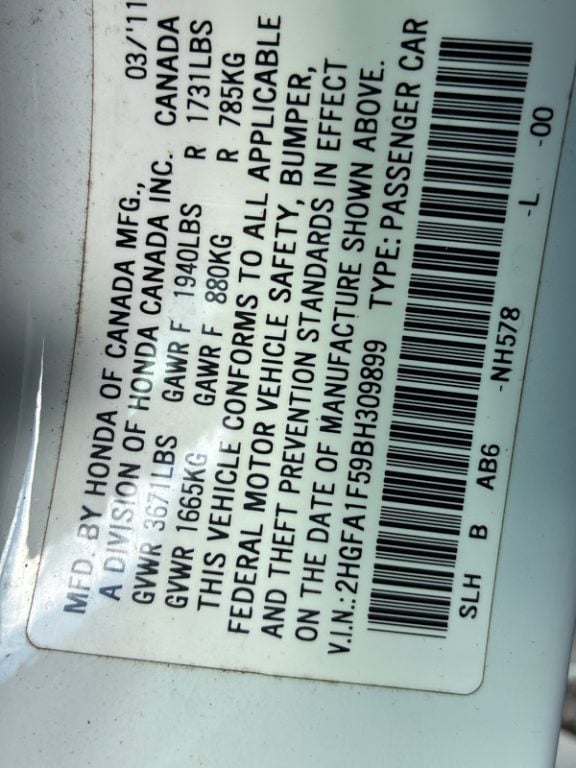 MFD. BY HONDA OF CANADA MFG., 03/'11
A DIVISION OF HONDA CANADA INC. CANADA
GVWR 3671LBS GAWR F 1940LBS R 1731LBS
GVWR 1665KG GAWR F 880KG R 785KG
THIS VEHICLE CONFORMS TO ALL APPLICABLE
FEDERAL MOTOR VEHICLE SAFETY, BUMPER,
AND THEFT PREVENTION STANDARDS IN EFFECT
ON THE DATE OF MANUFACTURE SHOWN ABOVE.
V.I.N.: 2HGFA1F59BH309899 TYPE: PASSENGER CAR
SLH B AB6 -NH578 -L -00